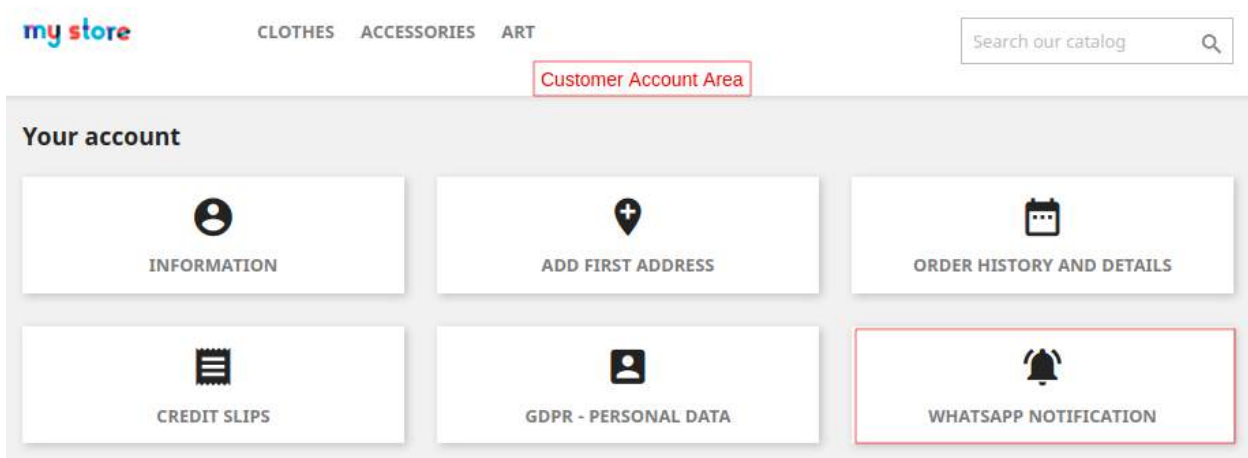 my store
CLOTHES ACCESSORIES ART
Search our catalog
Customer Account Area
Your account
INFORMATION
ADD FIRST ADDRESS
ORDER HISTORY AND DETAILS
CREDIT SLIPS
GDPR - PERSONAL DATA
WHATSAPP NOTIFICATION